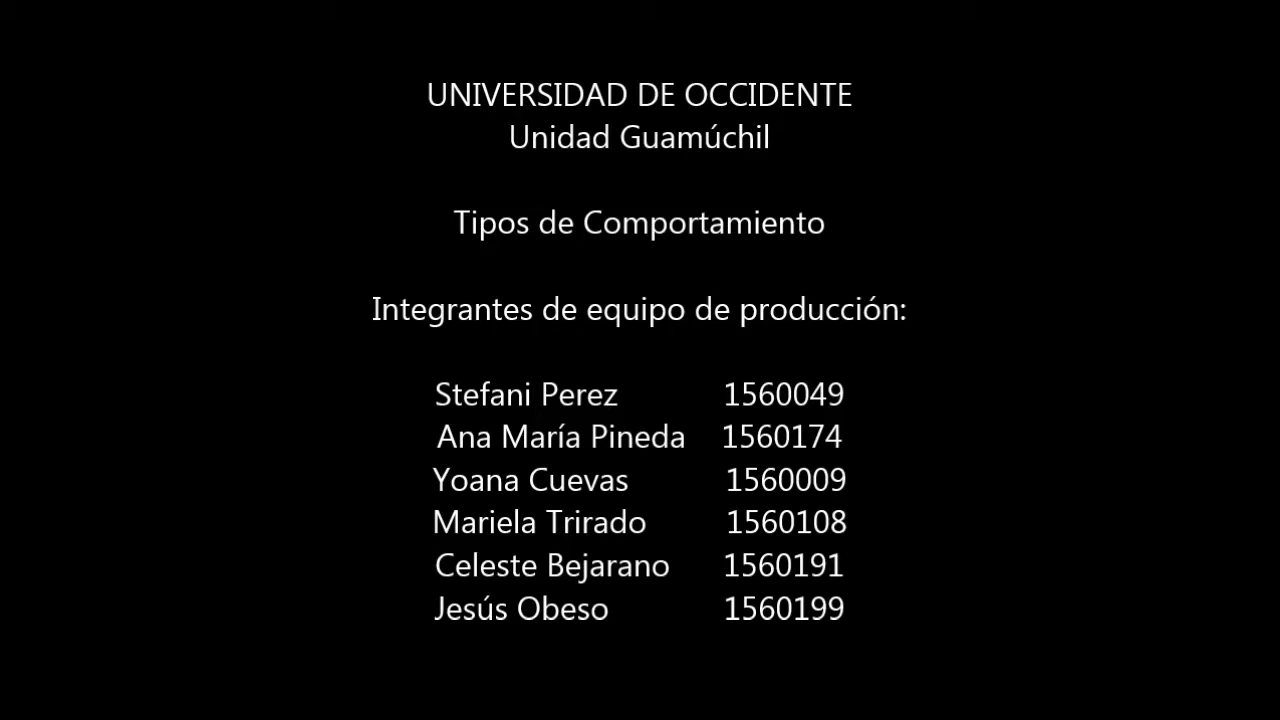 UNIVERSIDAD DE OCCIDENTE
Unidad Guamúchil
Tipos de Comportamiento
Integrantes de equipo de producción:
Stefani Perez 1560049
Ana María Pineda 1560174
Yoana Cuevas 1560009
Mariela Trirado 1560108
Celeste Bejarano 1560191
Jesús Obeso 1560199